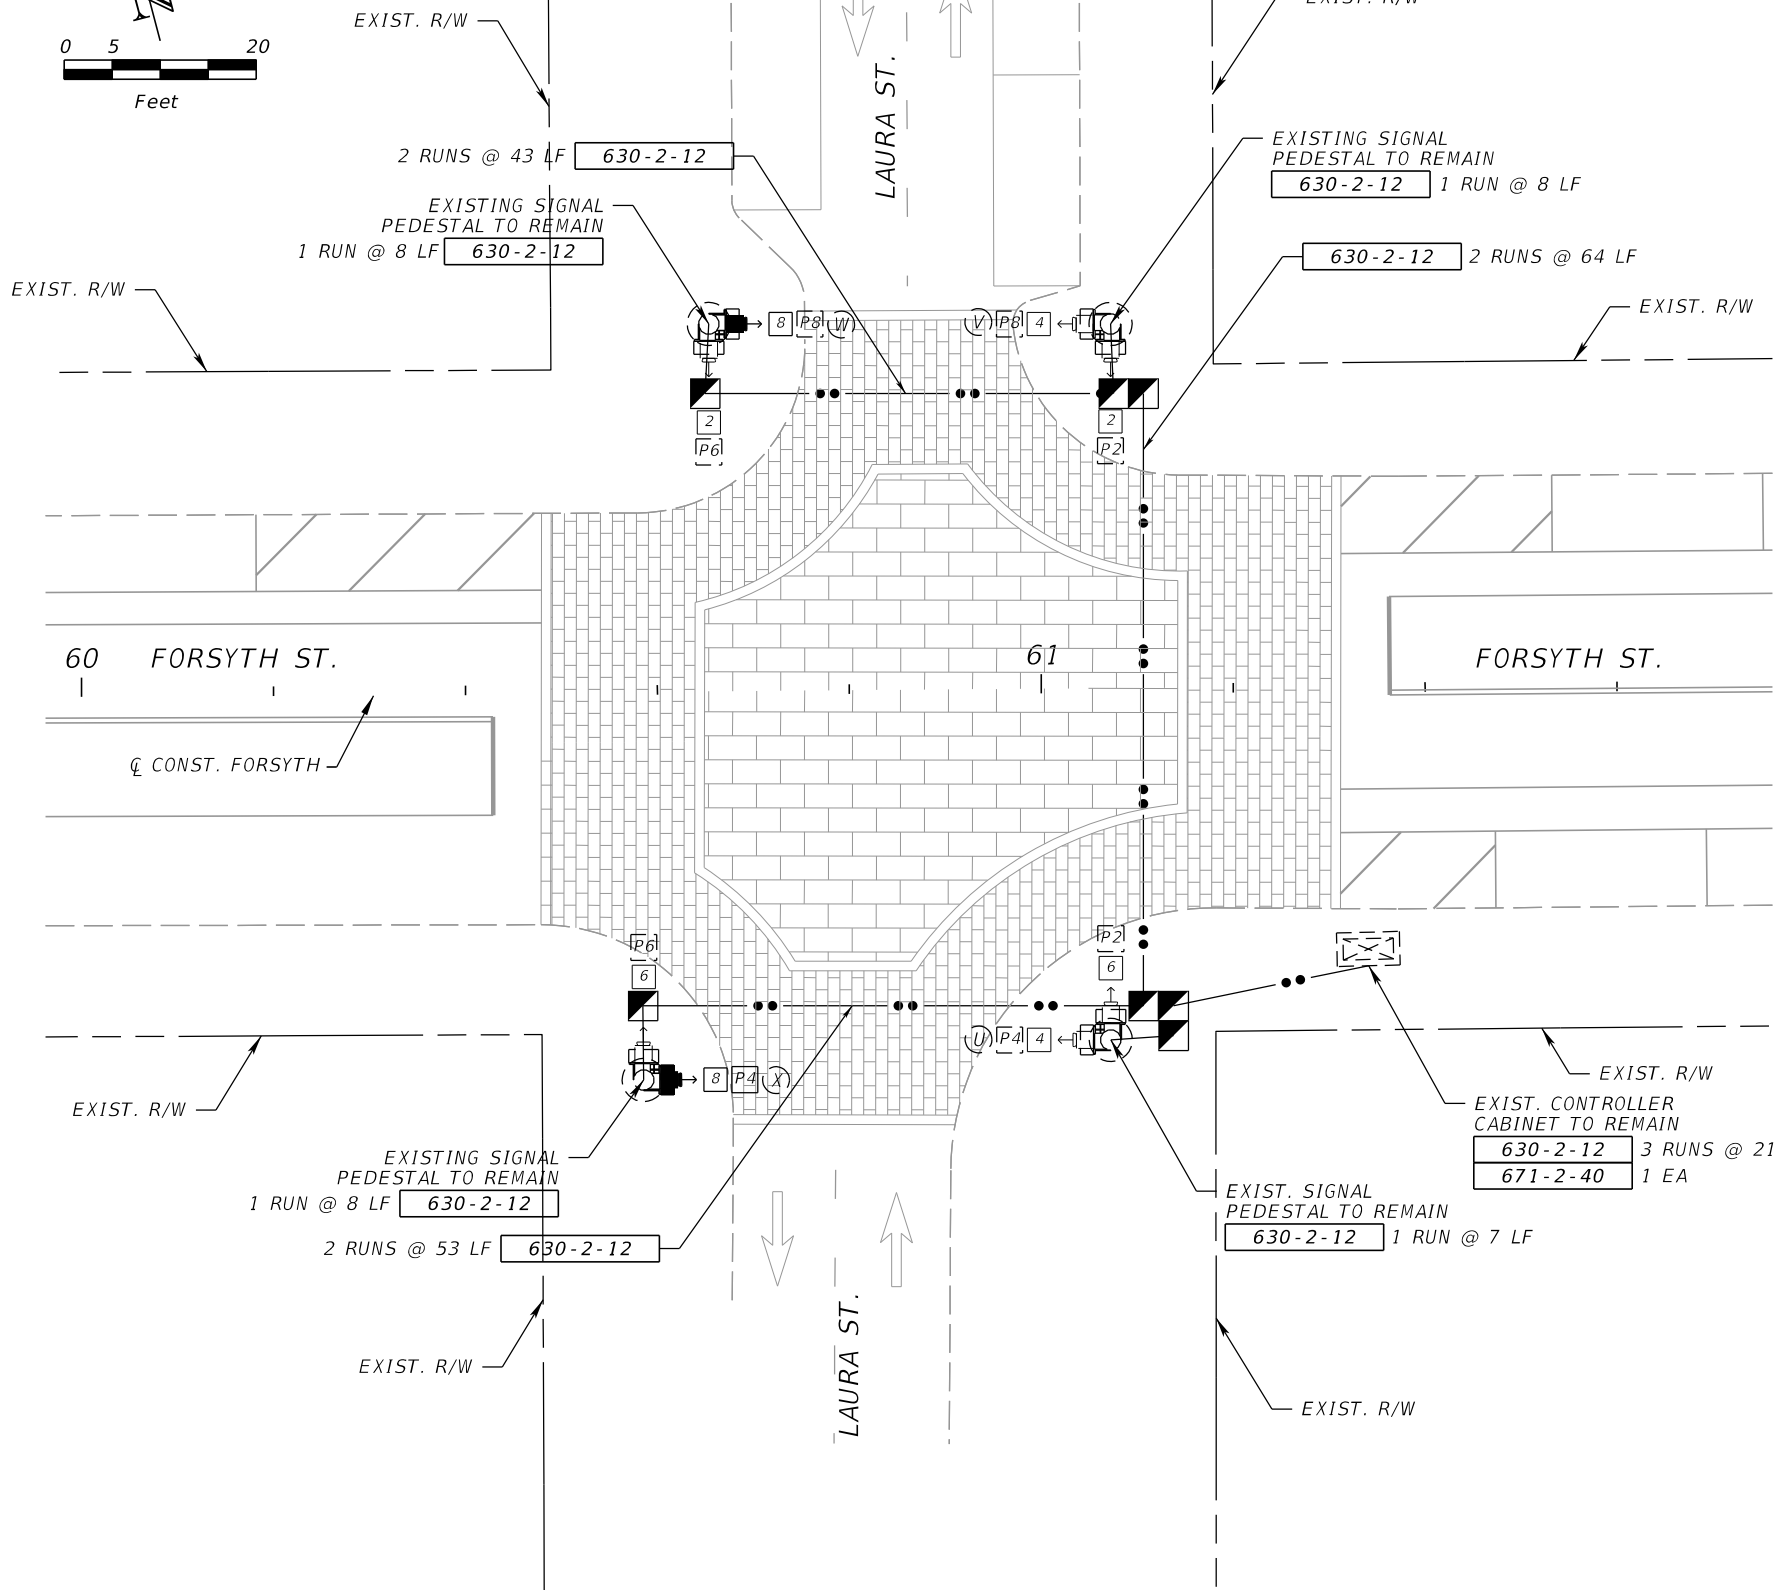 EXIST. R/W
EXIST. R/W
N
0 5 20
Feet
LAURA ST.
2 RUNS @ 43 LF 630-2-12
EXISTING SIGNAL
PEDESTAL TO REMAIN
1 RUN @ 8 LF 630-2-12
EXISTING SIGNAL
PEDESTAL TO REMAIN
630-2-12 1 RUN @ 8 LF
630-2-12 2 RUNS @ 64 LF
EXIST. R/W
EXIST. R/W
8 P8 W
V P8 4
2
P6
2
P2
60 FORSYTH ST.
61
FORSYTH ST.
℄ CONST. FORSYTH
P6
6
P2
6
U P4 4
8 P4 X
EXIST. R/W
EXIST. R/W
EXIST. CONTROLLER
CABINET TO REMAIN
630-2-12 3 RUNS @ 21
671-2-40 1 EA
EXISTING SIGNAL
PEDESTAL TO REMAIN
1 RUN @ 8 LF 630-2-12
2 RUNS @ 53 LF 630-2-12
EXIST. SIGNAL
PEDESTAL TO REMAIN
630-2-12 1 RUN @ 7 LF
LAURA ST.
EXIST. R/W
EXIST. R/W